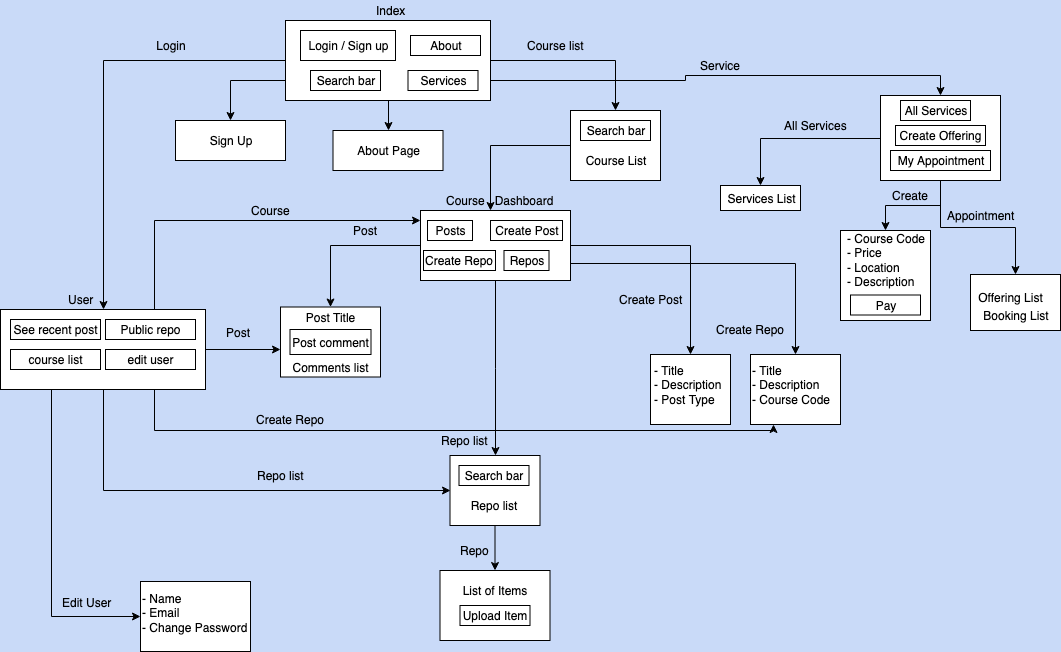 Index
Login / Sign up
About
Search bar
Services
Login
Course list
Service
Sign Up
About Page
Search bar
Course List
All Services
All Services
Create Offering
My Appointment
Services List
Create
Appointment
- Course Code
- Price
- Location
- Description
Pay
Offering List
Booking List
Course Dashboard
Posts
Create Post
Create Repo
Repos
Course
Post
User
See recent post
Public repo
course list
edit user
Post
Post Title
Post comment
Comments list
Create Post
Create Repo
- Title
- Description
- Post Type
- Title
- Description
- Course Code
Create Repo
Repo list
Repo list
Search bar
Repo list
Repo
List of Items
Upload Item
Edit User
- Name
- Email
- Change Password